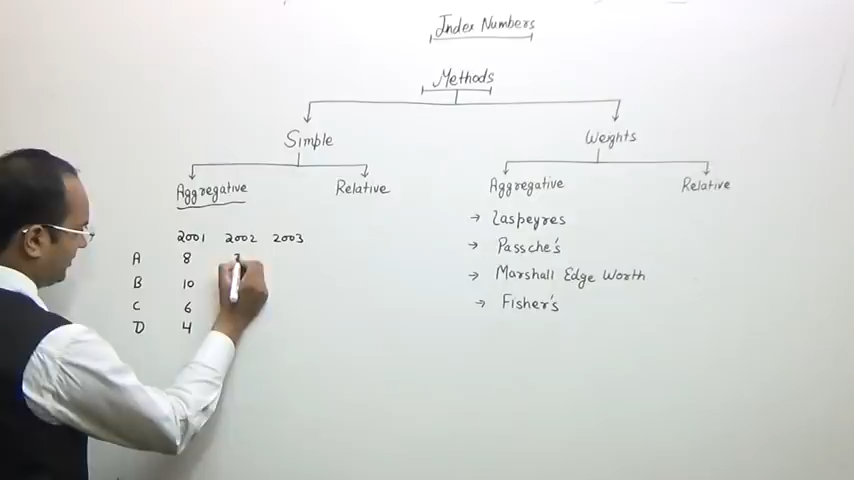 Index Numbers
Methods
Simple Weights
Aggregative Relative Aggregative Relative
→ Laspeyres
→ Passche's
→ Marshall Edge Worth
→ Fisher's
2001 2002 2003
A 8
B 10
C 6
D 4